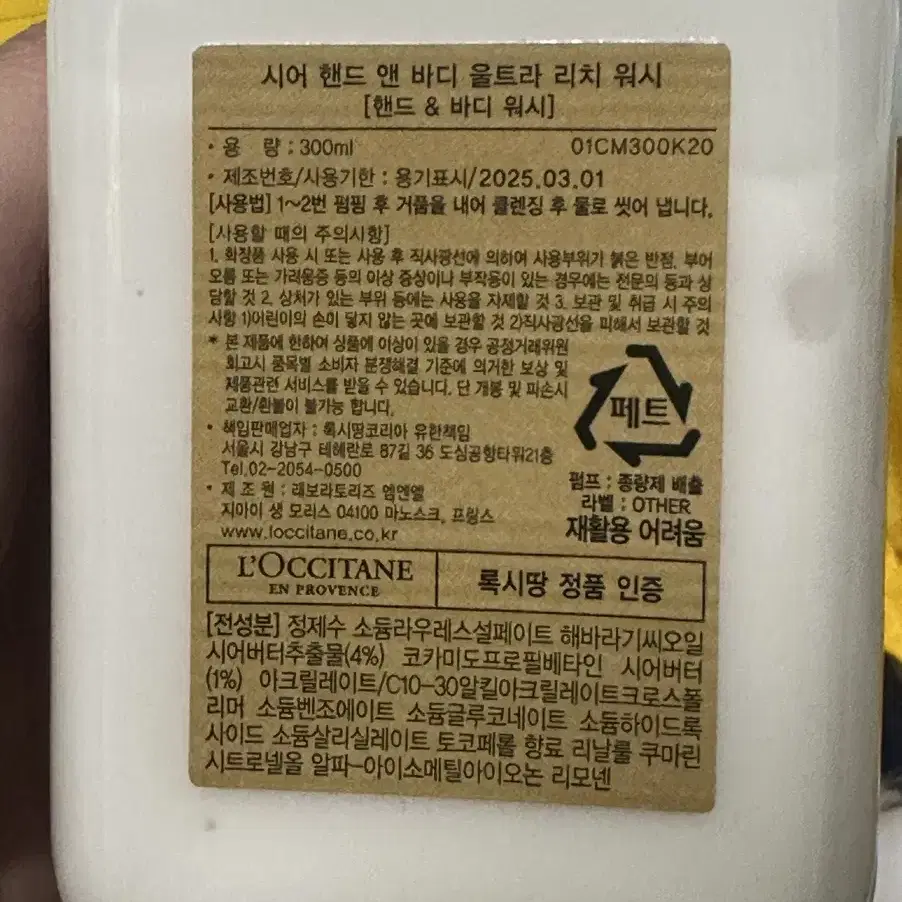 시어 핸드 앤 바디 울트라 리치 워시
[핸드 & 바디 워시]
• 용 량 : 300ml 01CM300K20
• 제조번호/사용기한 : 용기표시/2025.03.01
[사용법] 1~2번 펌핑 후 거품을 내어 클렌징 후 물로 씻어 냅니다.
[사용할 때의 주의사항]
1. 화장품 사용 시 또는 사용 후 직사광선에 의하여 사용부위가 붉은 반점, 부어
오름 또는 가려움증 등의 이상 증상이나 부작용이 있는 경우에는 전문의 등과 상
담할 것 2. 상처가 있는 부위 등에는 사용을 자제할 것 3. 보관 및 취급 시 주의
사항 1)어린이의 손이 닿지 않는 곳에 보관할 것 2)직사광선을 피해서 보관할 것
* 본 제품에 한하여 상품에 이상이 있을 경우 공정거래위원
회고시 품목별 소비자 분쟁해결 기준에 의거한 보상 및
제품관련 서비스를 받을 수 있습니다. 단 개봉 및 파손시
교환/환불이 불가능 합니다.
• 책임판매업자 : 록시땅코리아 유한책임
서울시 강남구 테헤란로 87길 36 도심공항타워21층
Tel.02-2054-0500
• 제 조 원 : 래보라토리즈 엠엔엘
지아이 생 모리스 04100 마노스크, 프랑스
www.loccitane.co.kr
페트
펌프 : 종량제 배출
라벨 : OTHER
재활용 어려움
L'OCCITANE
EN PROVENCE
록시땅 정품 인증
[전성분] 정제수 소듐라우레스설페이트 해바라기씨오일
시어버터추출물(4%) 코카미도프로필베타인 시어버터
(1%) 아크릴레이트/C10-30알킬아크릴레이트크로스폴
리머 소듐벤조에이트 소듐글루코네이트 소듐하이드록
사이드 소듐살리실레이트 토코페롤 향료 리날룰 쿠마린
시트로넬올 알파-아이소메틸아이오논 리모넨